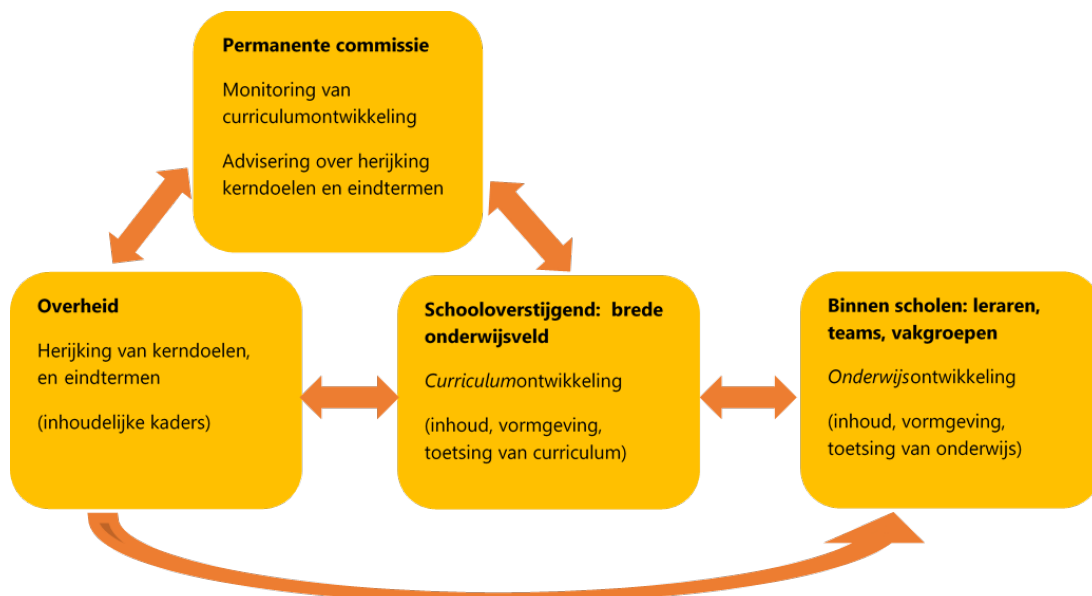 Permanente commissie
Monitoring van
curriculumontwikkeling
Advisering over herijking
kerndoelen en eindtermen
Overheid
Herijking van kerndoelen,
en eindtermen
(inhoudelijke kaders)
Schooloverstijgend: brede
onderwijsveld
Curriculumontwikkeling
(inhoud, vormgeving,
toetsing van curriculum)
Binnen scholen: leraren,
teams, vakgroepen
Onderwijsontwikkeling
(inhoud, vormgeving,
toetsing van onderwijs)